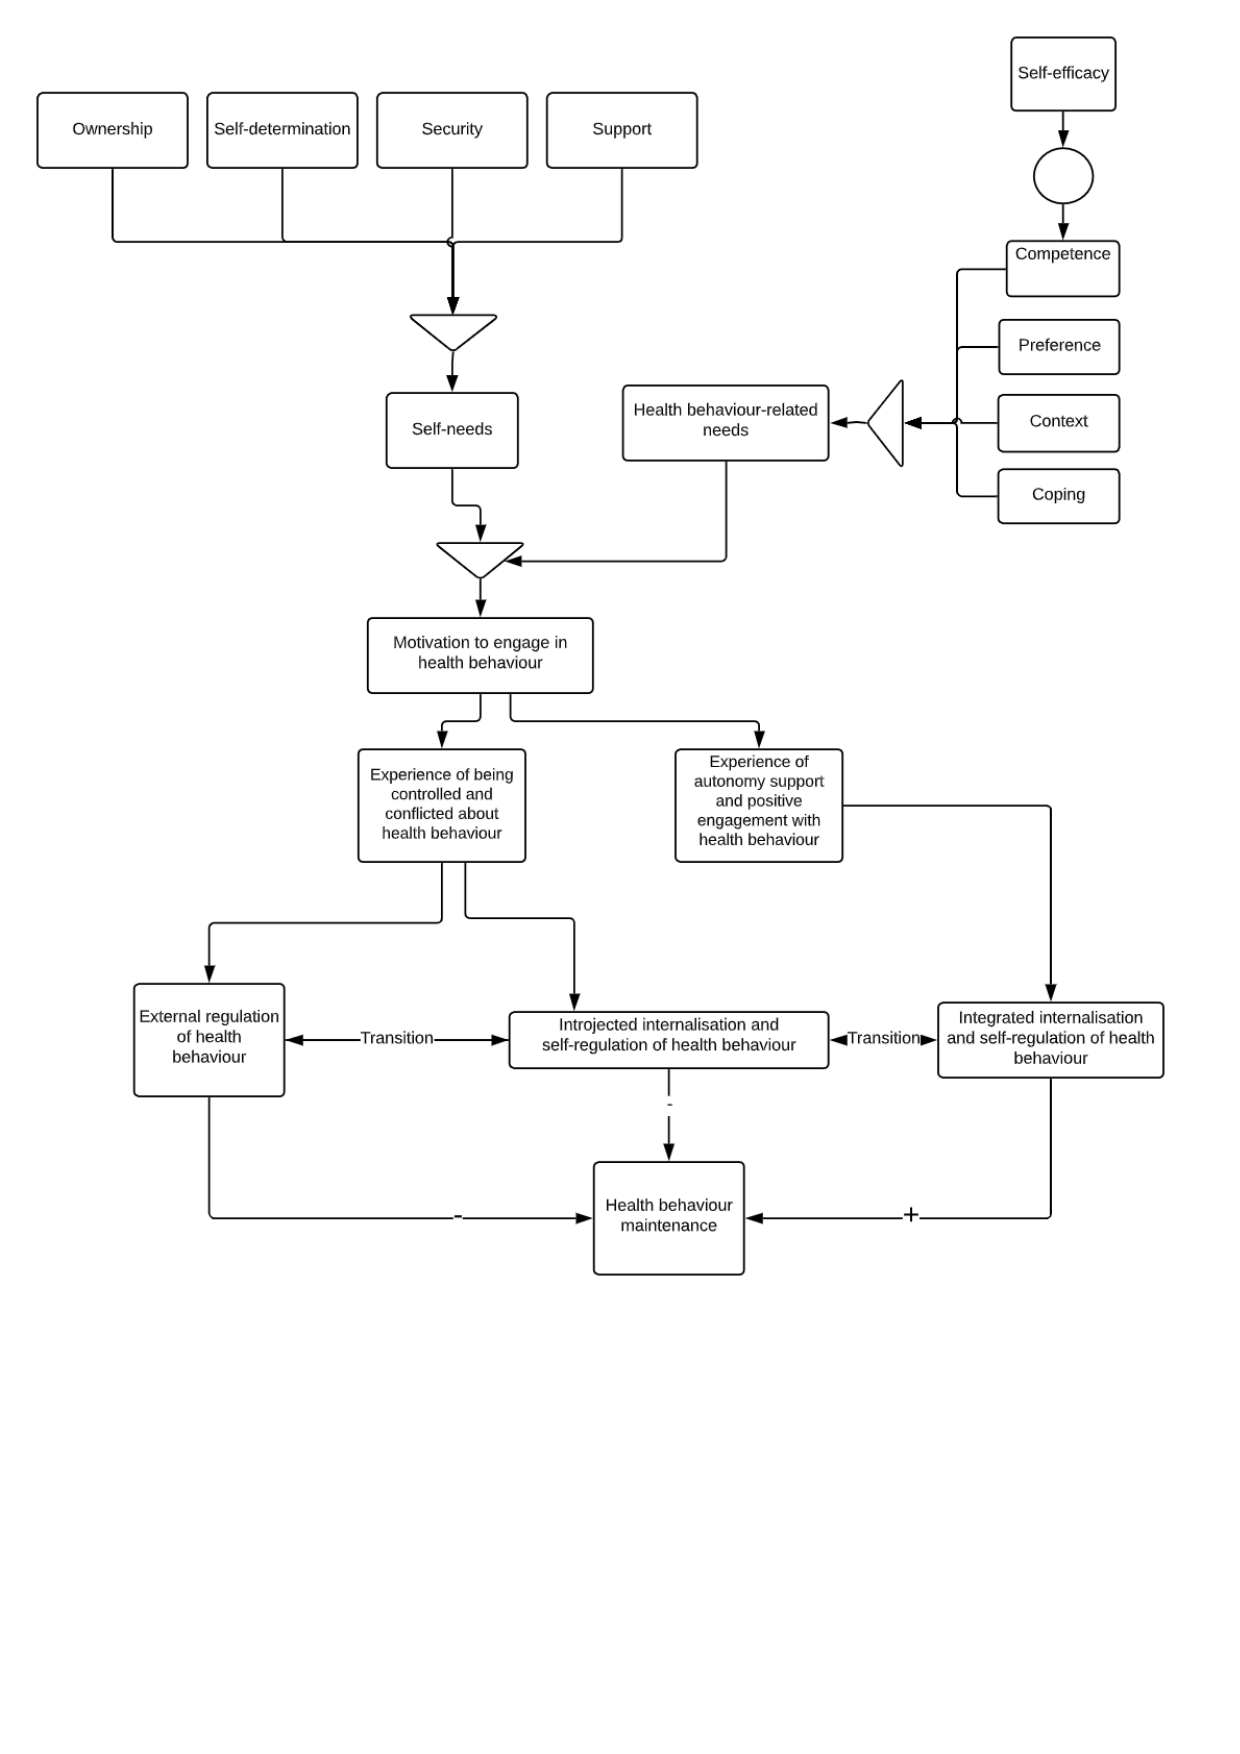 Self-efficacy
Ownership
Self-determination
Security
Support
Competence
Preference
Context
Coping
Health behaviour-related
needs
Self-needs
Motivation to engage in
health behaviour
Experience of being
controlled and
conflicted about
health behaviour
Experience of
autonomy support
and positive
engagement with
health behaviour
External regulation
of health
behaviour
Transition
Introjected internalisation and
self-regulation of health behaviour
Transition
Integrated internalisation
and self-regulation of health
behaviour
-
Health behaviour
maintenance
-
+